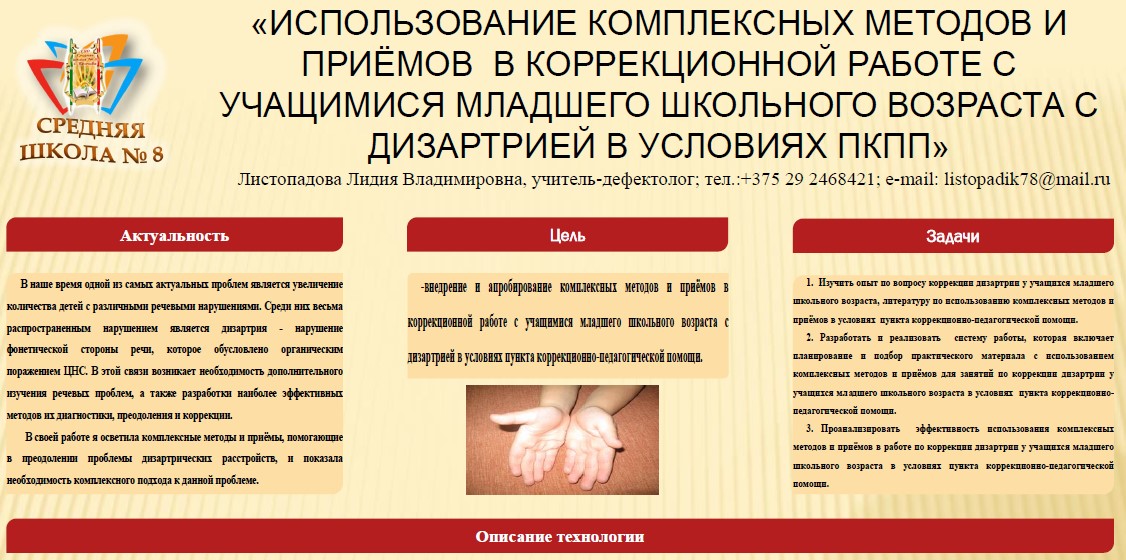 СРЕДНЯЯ
ШКОЛА № 8
«ИСПОЛЬЗОВАНИЕ КОМПЛЕКСНЫХ МЕТОДОВ И
ПРИЁМОВ В КОРРЕКЦИОННОЙ РАБОТЕ С
УЧАЩИМИСЯ МЛАДШЕГО ШКОЛЬНОГО ВОЗРАСТА С
ДИЗАРТРИЕЙ В УСЛОВИЯХ ПКПП»
Листопадова Лидия Владимировна, учитель-дефектолог; тел.:+375 29 2468421; e-mail: listopadik78@mail.ru
Актуальность
В наше время одной из самых актуальных проблем является увеличение
количества детей с различными речевыми нарушениями. Среди них весьма
распространенным нарушением является дизартрия - нарушение
фонетической стороны речи, которое обусловлено органическим
поражением ЦНС. В этой связи возникает необходимость дополнительного
изучения речевых проблем, а также разработки наиболее эффективных
методов их диагностики, преодоления и коррекции.
В своей работе я осветила комплексные методы и приёмы, помогающие
в преодолении проблемы дизартрических расстройств, и показала
необходимость комплексного подхода к данной проблеме.
Цель
-внедрение и апробирование комплексных методов и приёмов в
коррекционной работе с учащимися младшего школьного возраста с
дизартрией в условиях пункта коррекционно-педагогической помощи.
Задачи
1. Изучить опыт по вопросу коррекции дизартрии у учащихся младшего
школьного возраста, литературу по использованию комплексных методов и
приёмов в условиях пункта коррекционно-педагогической помощи.
2. Разработать и реализовать систему работы, которая включает
планирование и подбор практического материала с использованием
комплексных методов и приёмов для занятий по коррекции дизартрии у
учащихся младшего школьного возраста в условиях пункта коррекционно-
педагогической помощи.
3. Проанализировать эффективность использования комплексных
методов и приёмов в работе по коррекции дизартрии у учащихся младшего
школьного возраста в условиях пункта коррекционно-педагогической
помощи.
Описание технологии